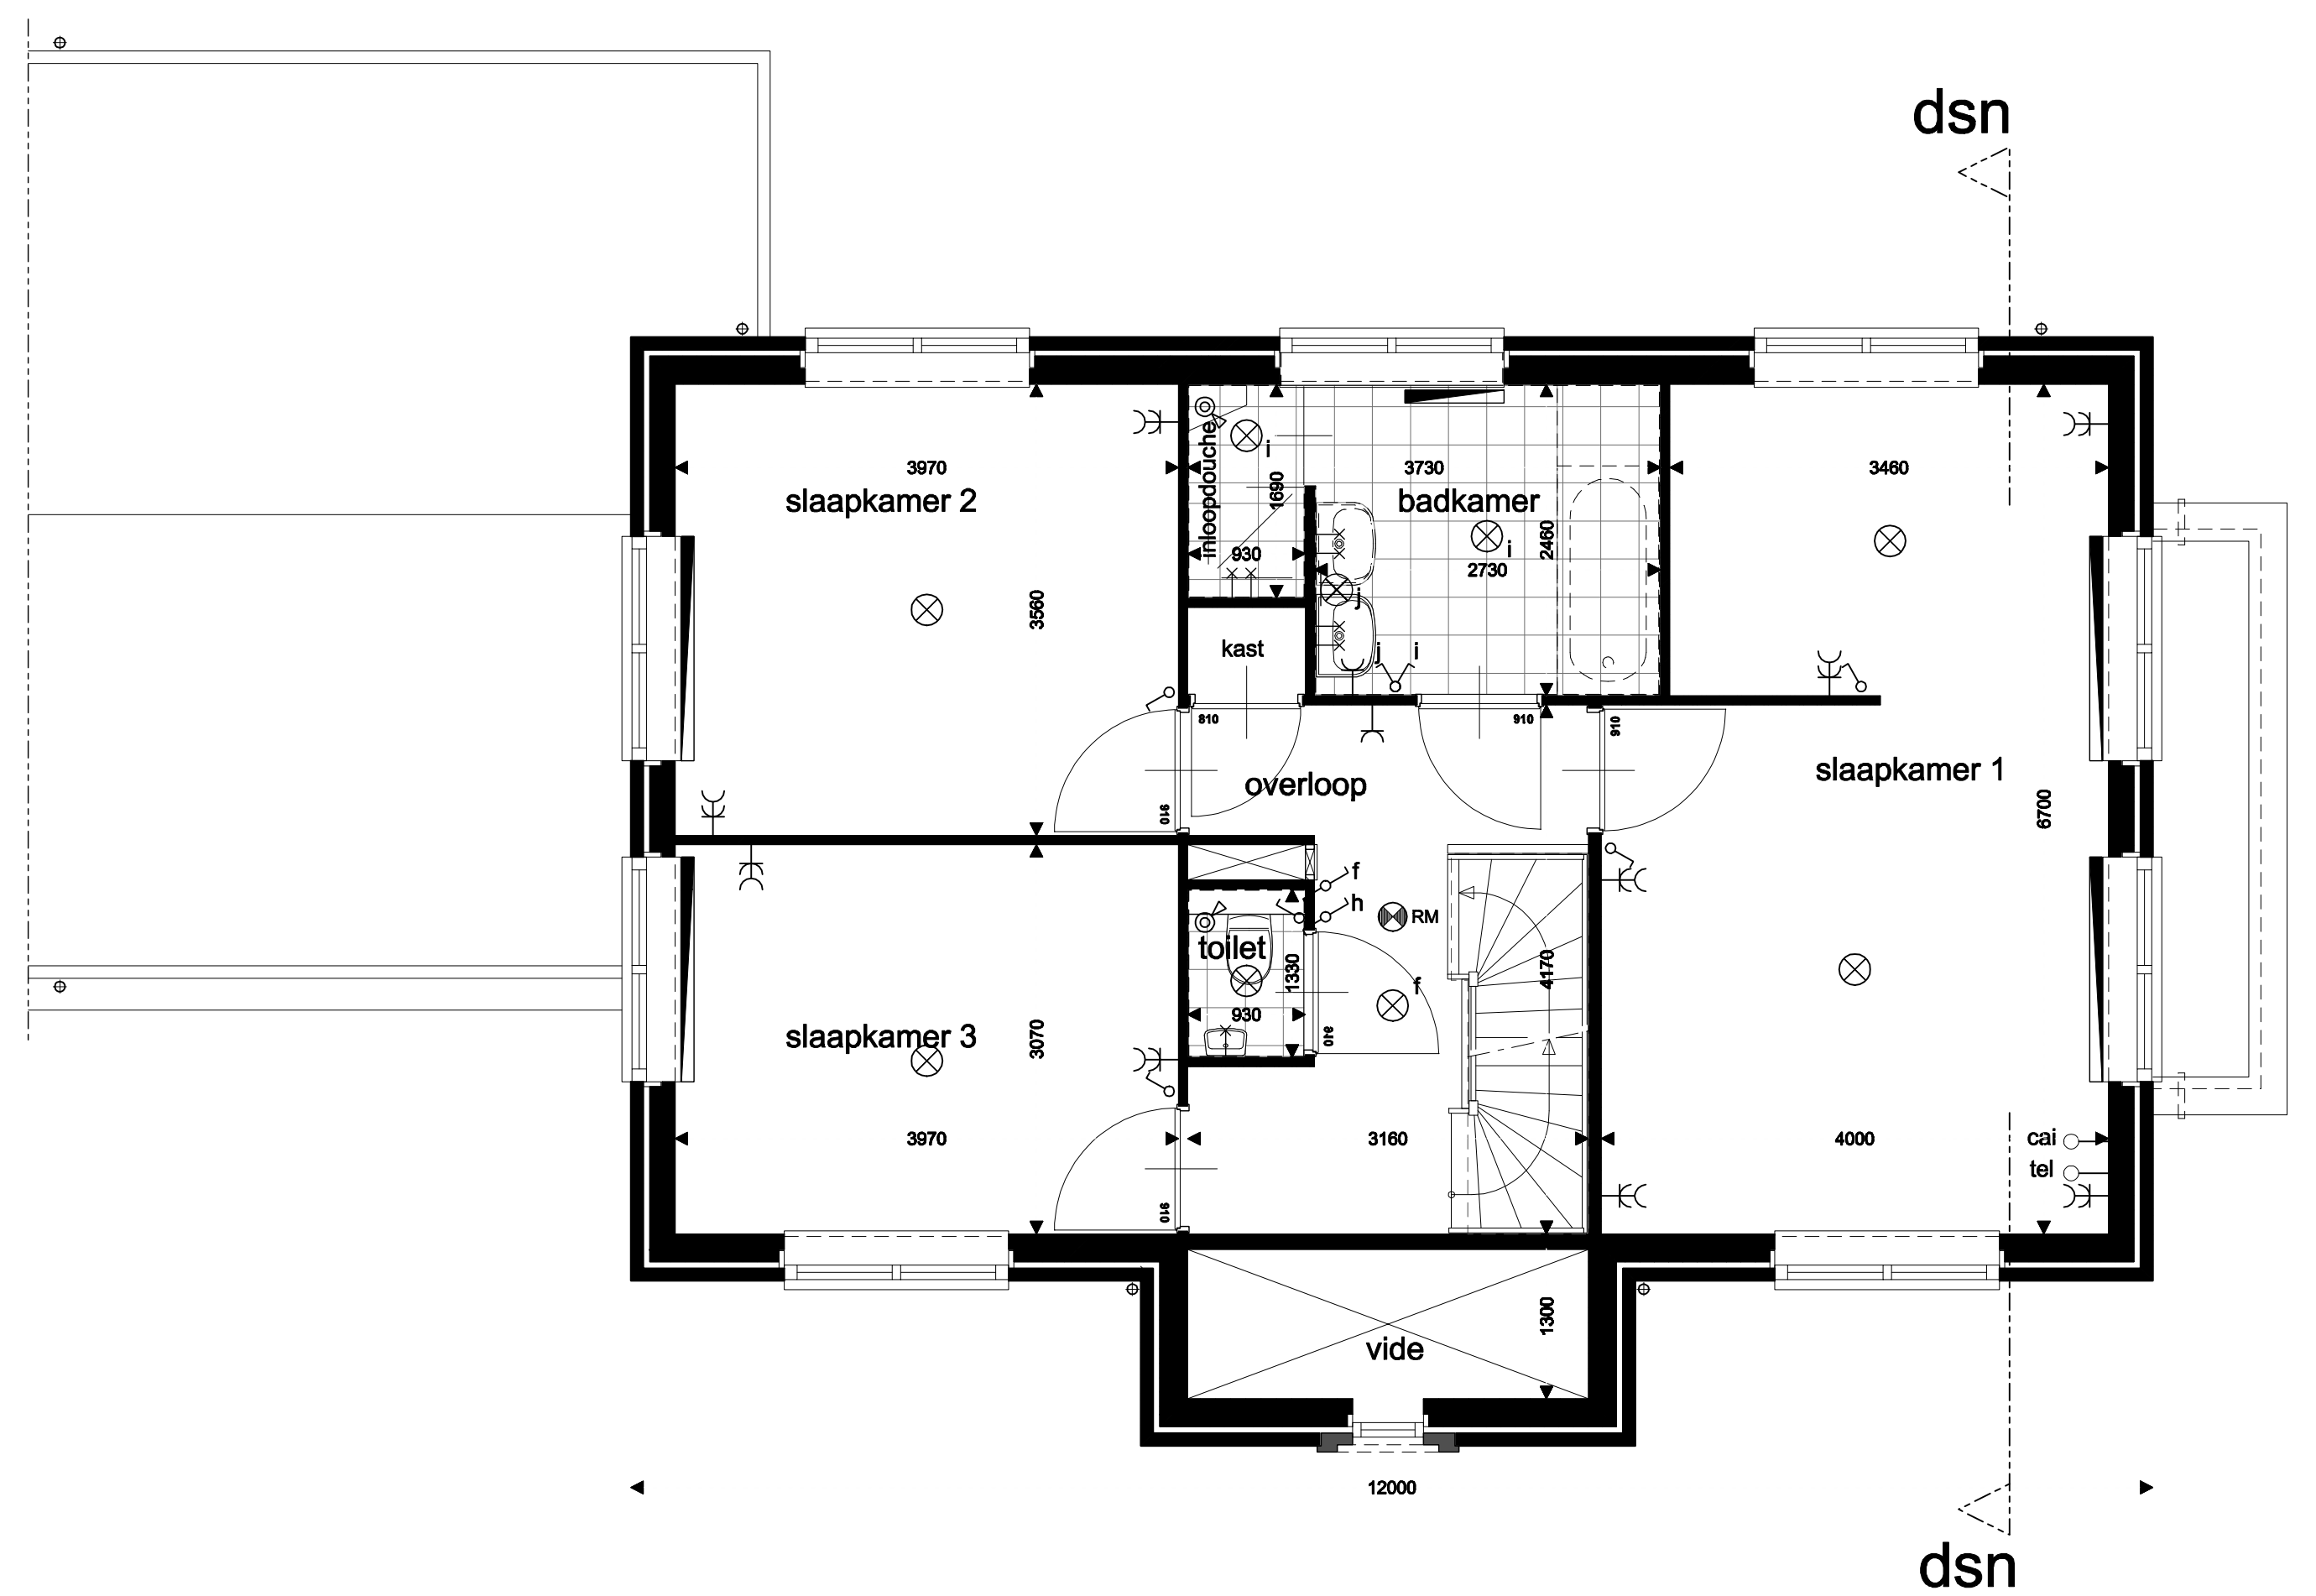 dsn
3970
3730
3460
slaapkamer 2
inloopdouche
i
1690
badkamer
930
i
2460
2730
j
3560
kast
j
i
810
910
910
overloop
slaapkamer 1
910
6700
f
h
RM
toilet
1330
4170
f
930
910
slaapkamer 3
3070
3970
3160
4000
cai
tel
910
1300
vide
12000
dsn